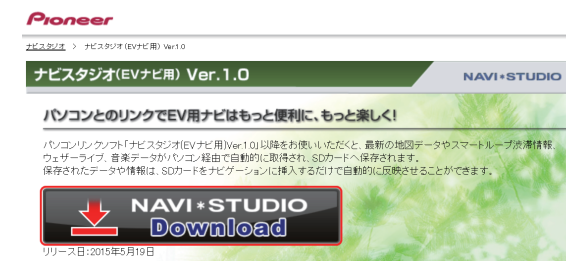 Pioneer
ナビスタジオ > ナビスタジオ(EVナビ用) Ver.1.0
ナビスタジオ(EVナビ用) Ver.1.0 NAVI*STUDIO
パソコンとのリンクでEV用ナビはもっと便利に、もっと楽しく!
パソコンリンクソフト「ナビスタジオ(EVナビ用)Ver.1.0」以降をお使いいただくと、最新の地図データやスマートループ渋滞情報、
ウェザーライブ、音楽データがパソコン経由で自動的に取得され、SDカードへ保存されます。
保存されたデータや情報は、SDカードをナビゲーションに挿入するだけで自動的に反映させることができます。
NAVI*STUDIO
Download
リリース日:2015年5月19日